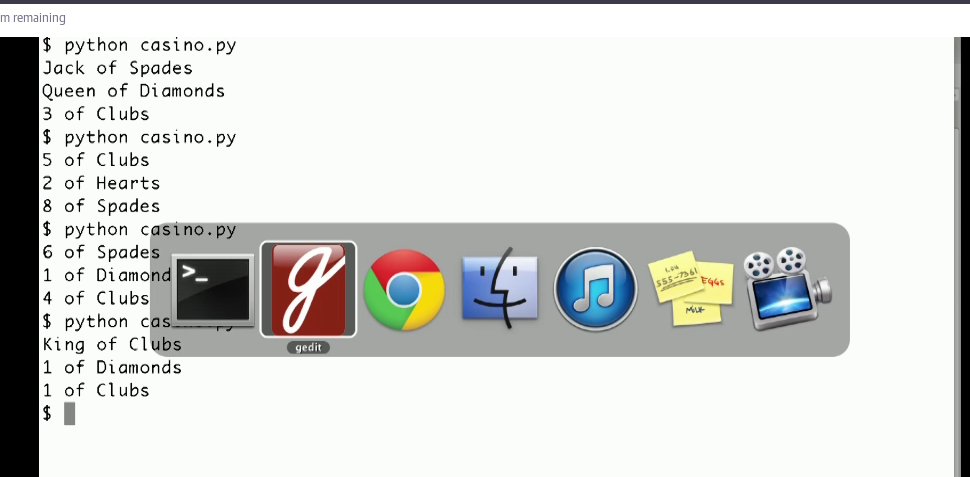 m remaining
$ python casino.py
Jack of Spades
Queen of Diamonds
3 of Clubs
$ python casino.py
5 of Clubs
2 of Hearts
8 of Spades
$ python casino.py
6 of Spades
1 of Diamond
4 of Clubs
$ python casino.py
King of Clubs
1 of Diamonds
1 of Clubs
$
>_
g
gedit
555-7361
EGGS
MILK